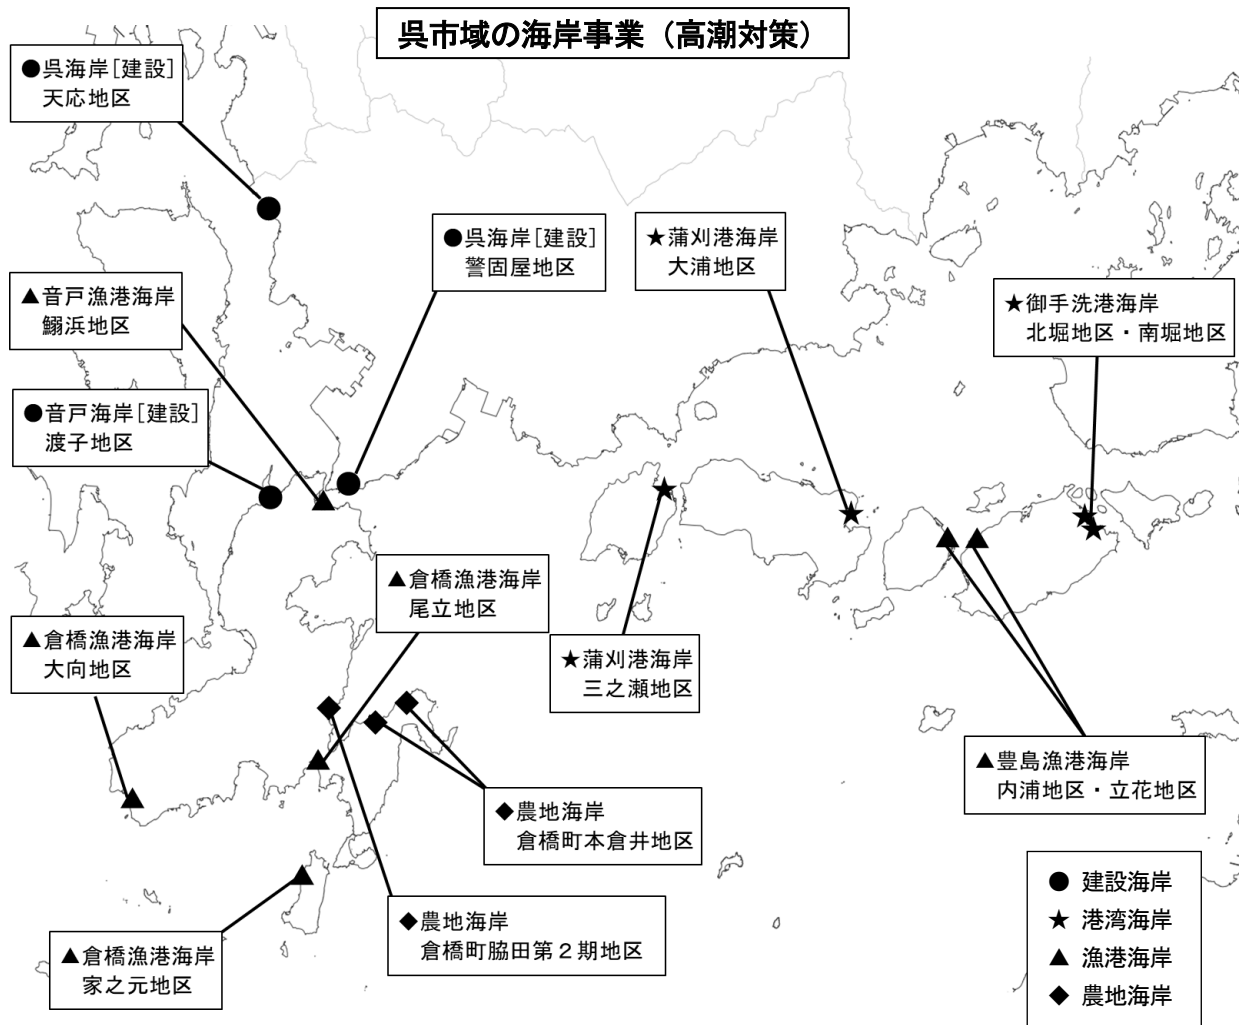 呉市域の海岸事業（高潮対策）
●呉海岸［建設］
天応地区
●呉海岸［建設］
警固屋地区
★蒲刈港海岸
大浦地区
▲音戸漁港海岸
鰯浜地区
★御手洗港海岸
北堀地区・南堀地区
●音戸海岸［建設］
渡子地区
▲倉橋漁港海岸
尾立地区
▲倉橋漁港海岸
大向地区
★蒲刈港海岸
三之瀬地区
▲豊島漁港海岸
内浦地区・立花地区
◆農地海岸
倉橋町本倉井地区
◆農地海岸
倉橋町脇田第２期地区
▲倉橋漁港海岸
家之元地区
● 建設海岸
★ 港湾海岸
▲ 漁港海岸
◆ 農地海岸